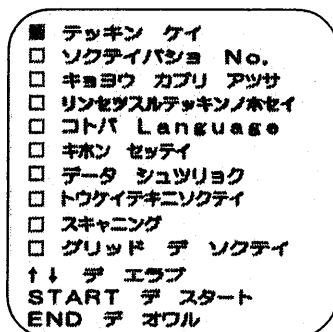 ■ テッキン ケイ
□ ソクテイバショ No.
□ キョヨウ カブリ アツサ
□ リンセツスルテッキンノホセイ
□ コトバ Language
□ キホン セッテイ
□ データ シュツリョク
□ トウケイテキニソクテイ
□ スキャニング
□ グリッド デ ソクテイ
↑↓ デ エラブ
START デ スタート
END デ オワル